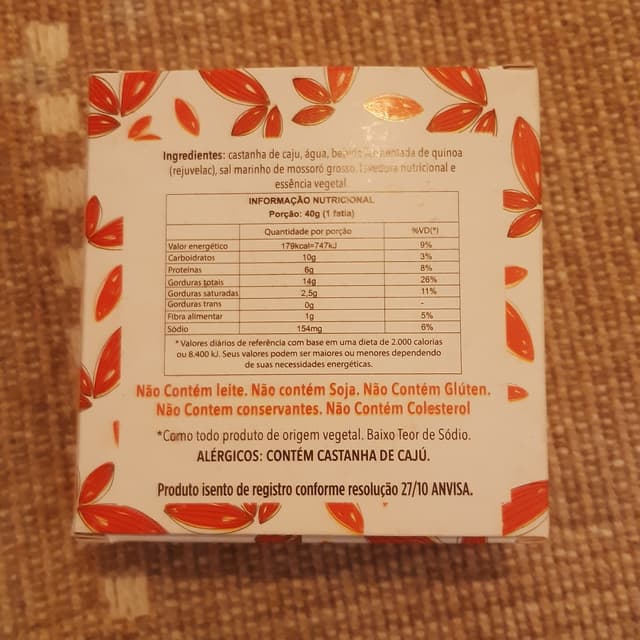 Ingredientes: castanha de caju, água, bebida de quinoa
(rejuvelac), sal marinho de mossoró grosso, levedura nutricional e
essência vegetal
INFORMAÇÃO NUTRICIONAL
Porção: 40g (1 fatia)
Quantidade por porção %VD(*)
Valor energético 179kcal=747kJ 9%
Carboidratos 10g 3%
Proteínas 6g 8%
Gorduras totais 14g 26%
Gorduras saturadas 2,5g 11%
Gorduras trans 0g -
Fibra alimentar 1g 5%
Sódio 154mg 6%
* Valores diários de referência com base em uma dieta de 2.000 calorias
ou 8.400 kJ. Seus valores podem ser maiores ou menores dependendo
de suas necessidades energéticas.
Não Contém leite. Não contém Soja. Não Contém Glúten.
Não Contem conservantes. Não Contém Colesterol
*Como todo produto de origem vegetal. Baixo Teor de Sódio.
ALÉRGICOS: CONTÉM CASTANHA DE CAJÚ.
Produto isento de registro conforme resolução 27/10 ANVISA.